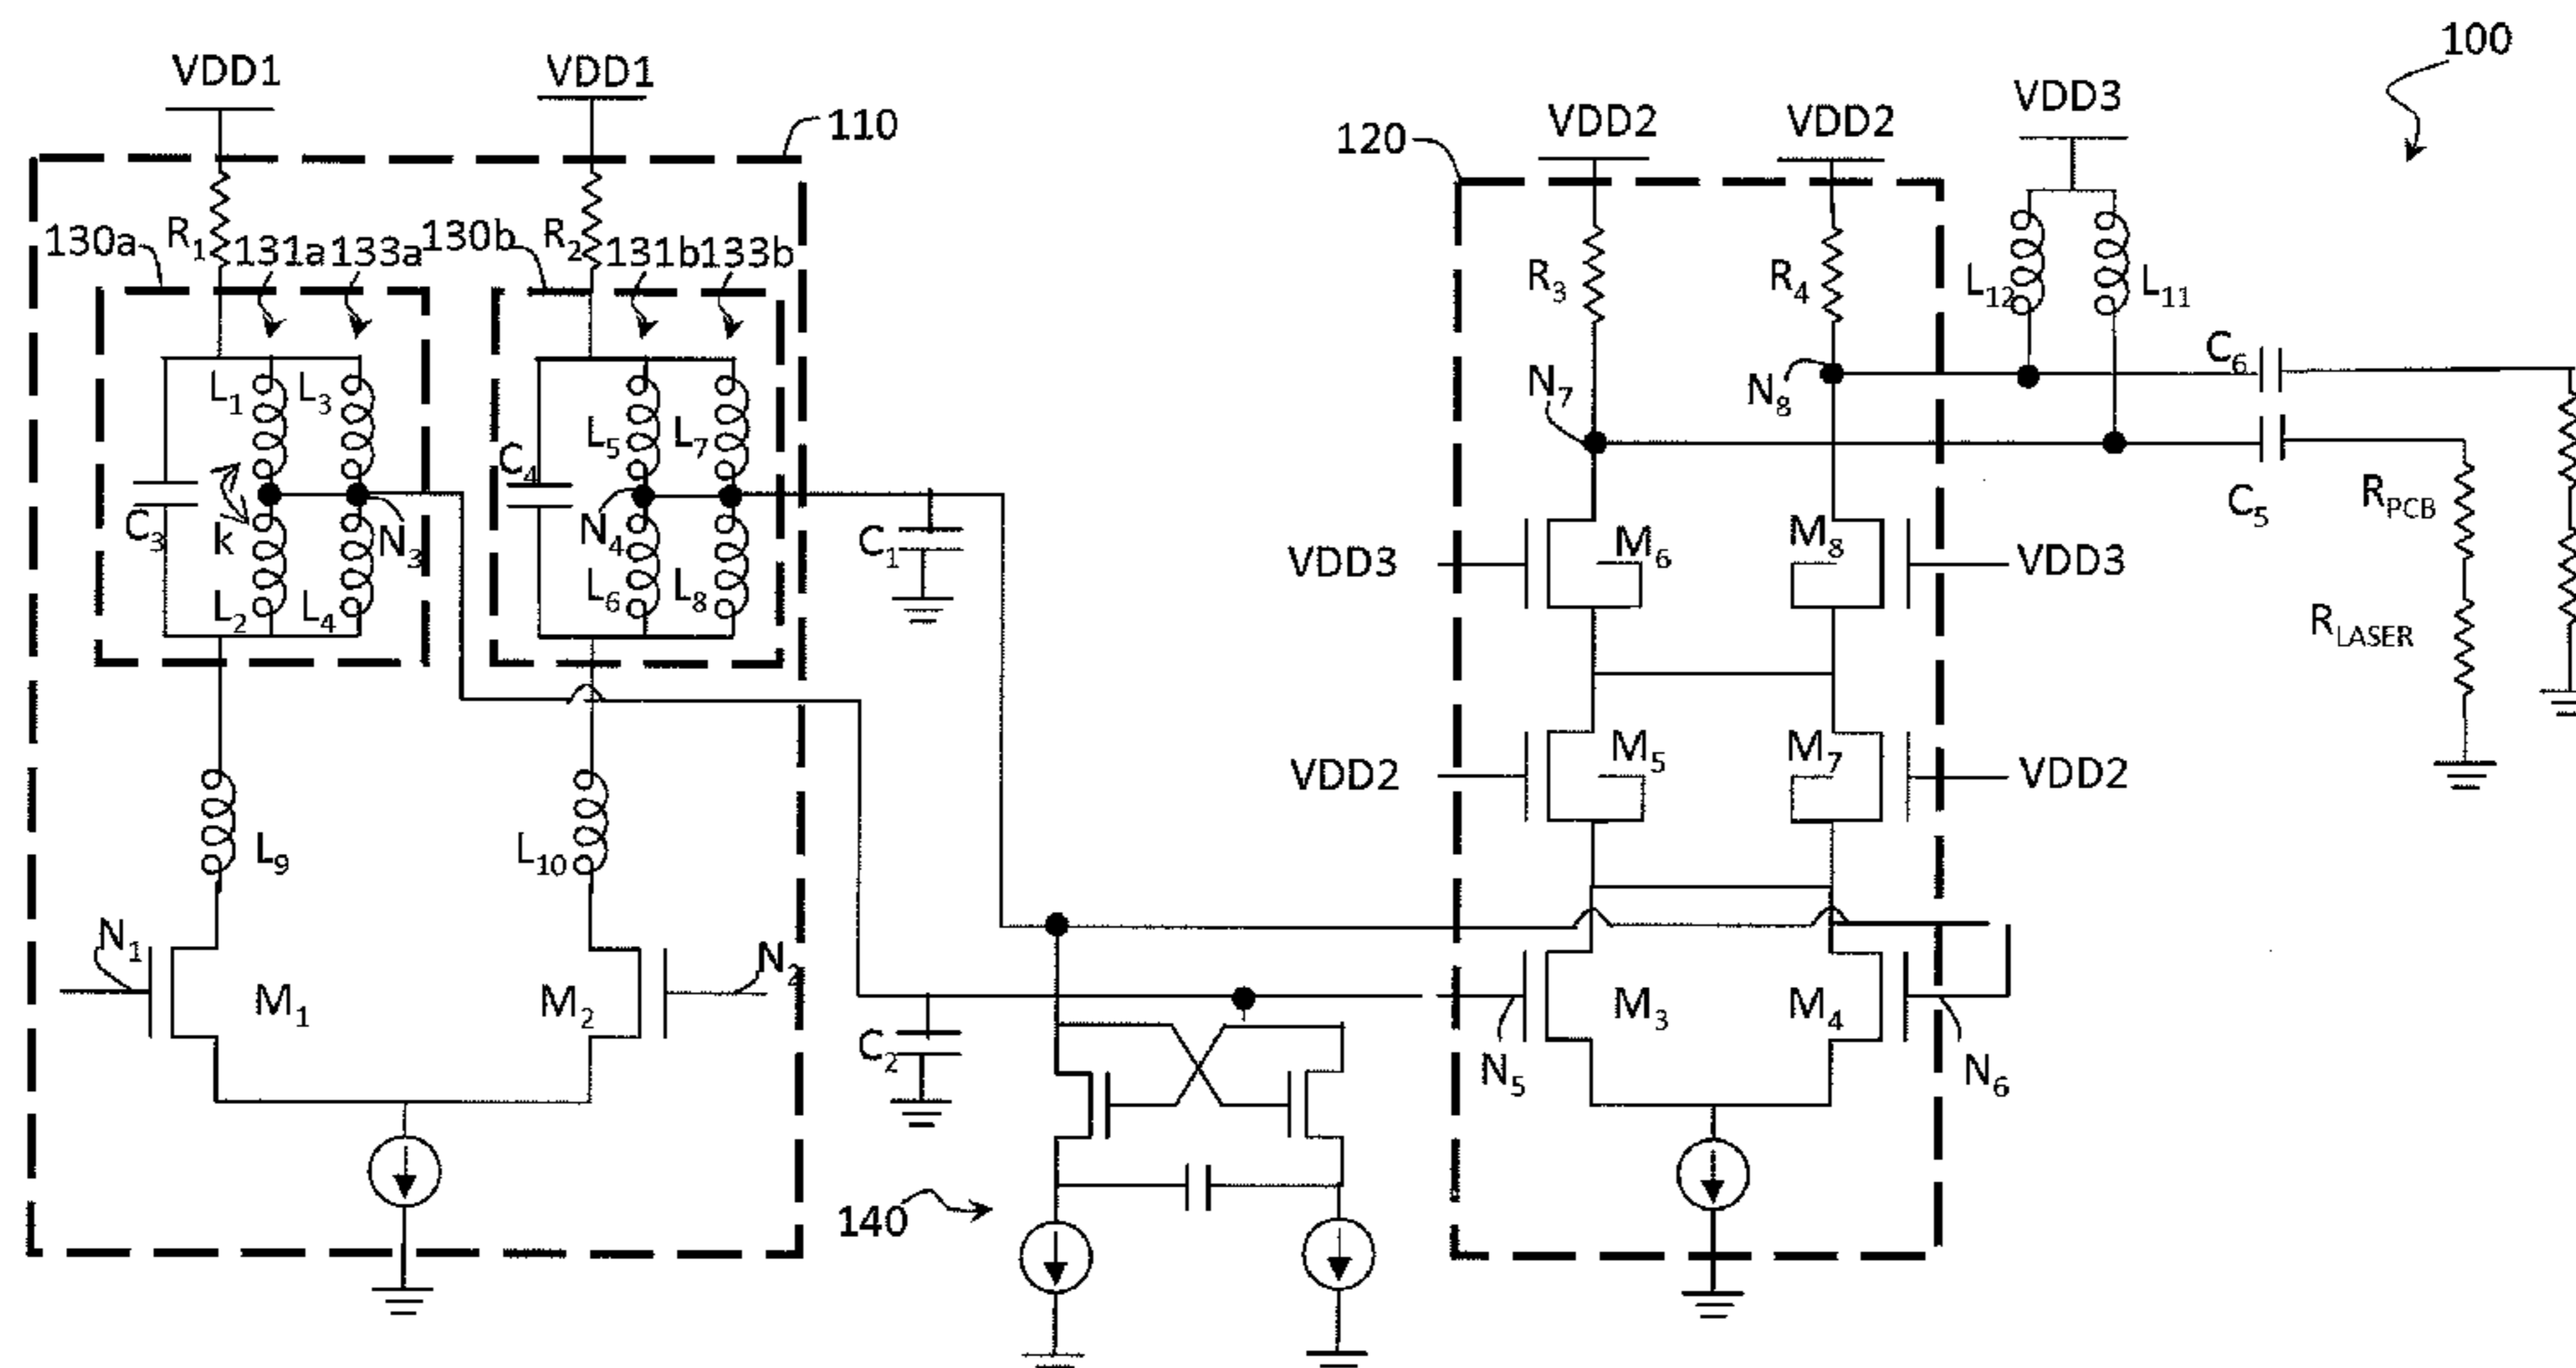 100
VDD1 VDD1
VDD3
110
120
VDD2 VDD2
130a R1 131a 133a 130b R2 131b 133b
R3 R4 L12 L11
L1 L3 L5 L7
C6
N7 N8
C3 k N3 C4 N4 C1
C5 RPCB
L2 L4 L6 L8
VDD3 M6 M8 VDD3
RLASER
VDD2 M5 M7 VDD2
L9 L10
N1 N2
M1 M2 M3 M4
C2
N5 N6
140